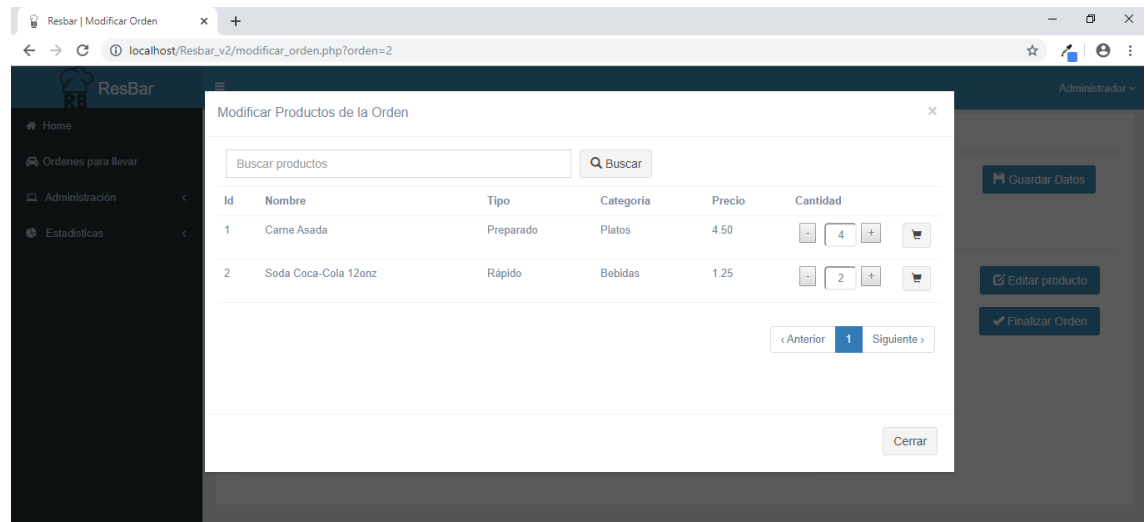 Resbar | Modificar Orden
localhost/Resbar_v2/modificar_orden.php?orden=2
RB ResBar
Administrador
Home
Ordenes para llevar
Administración
Estadisticas
Modificar Productos de la Orden ×
Buscar productos Buscar
Id Nombre Tipo Categoría Precio Cantidad
1 Carne Asada Preparado Platos 4.50 - 4 +
2 Soda Coca-Cola 12onz Rápido Bebidas 1.25 - 2 +
‹ Anterior 1 Siguiente ›
Cerrar
Guardar Datos
Editar producto
Finalizar Orden